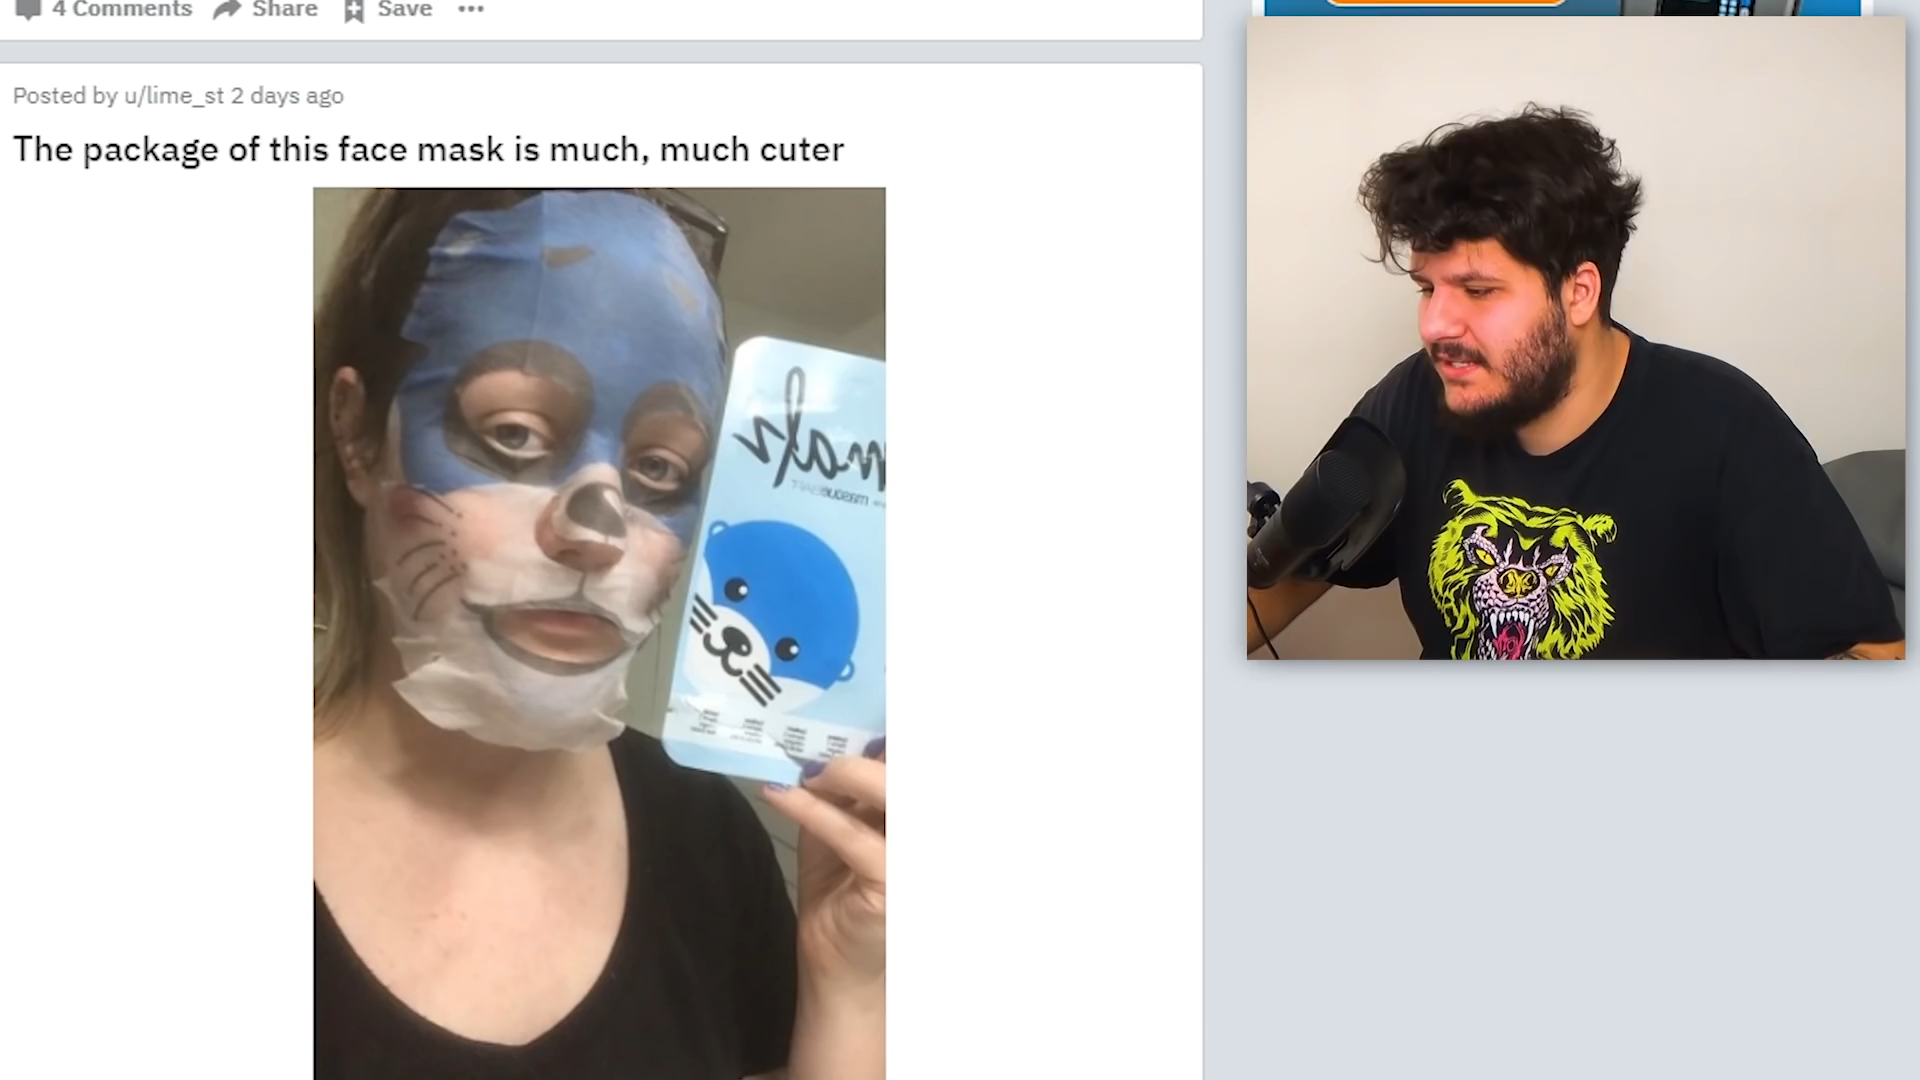 4 Comments Share Save
Posted by u/lime_st 2 days ago
The package of this face mask is much, much cuter